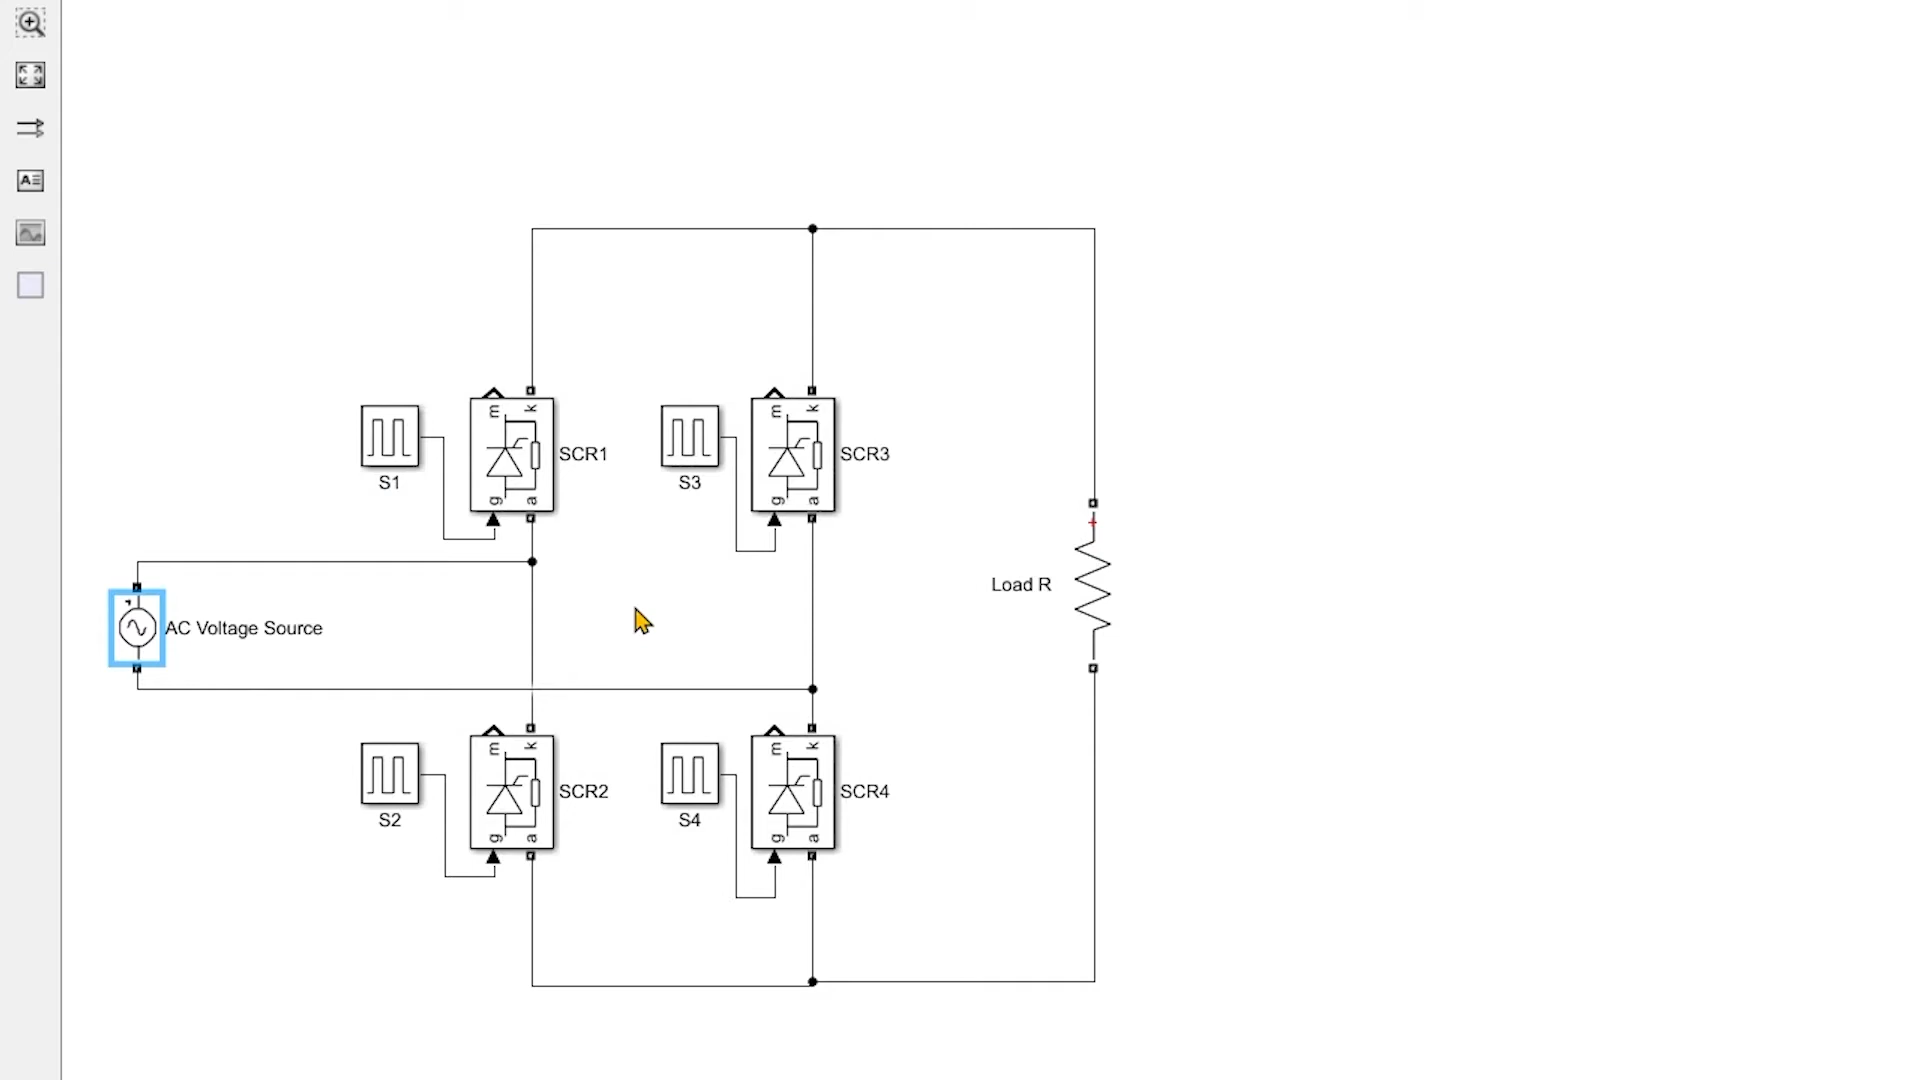 A
m
k
m
k
SCR1
SCR3
S1
S3
g
a
g
a
+
Load R
AC Voltage Source
m
k
m
k
SCR2
SCR4
S2
S4
g
a
g
a